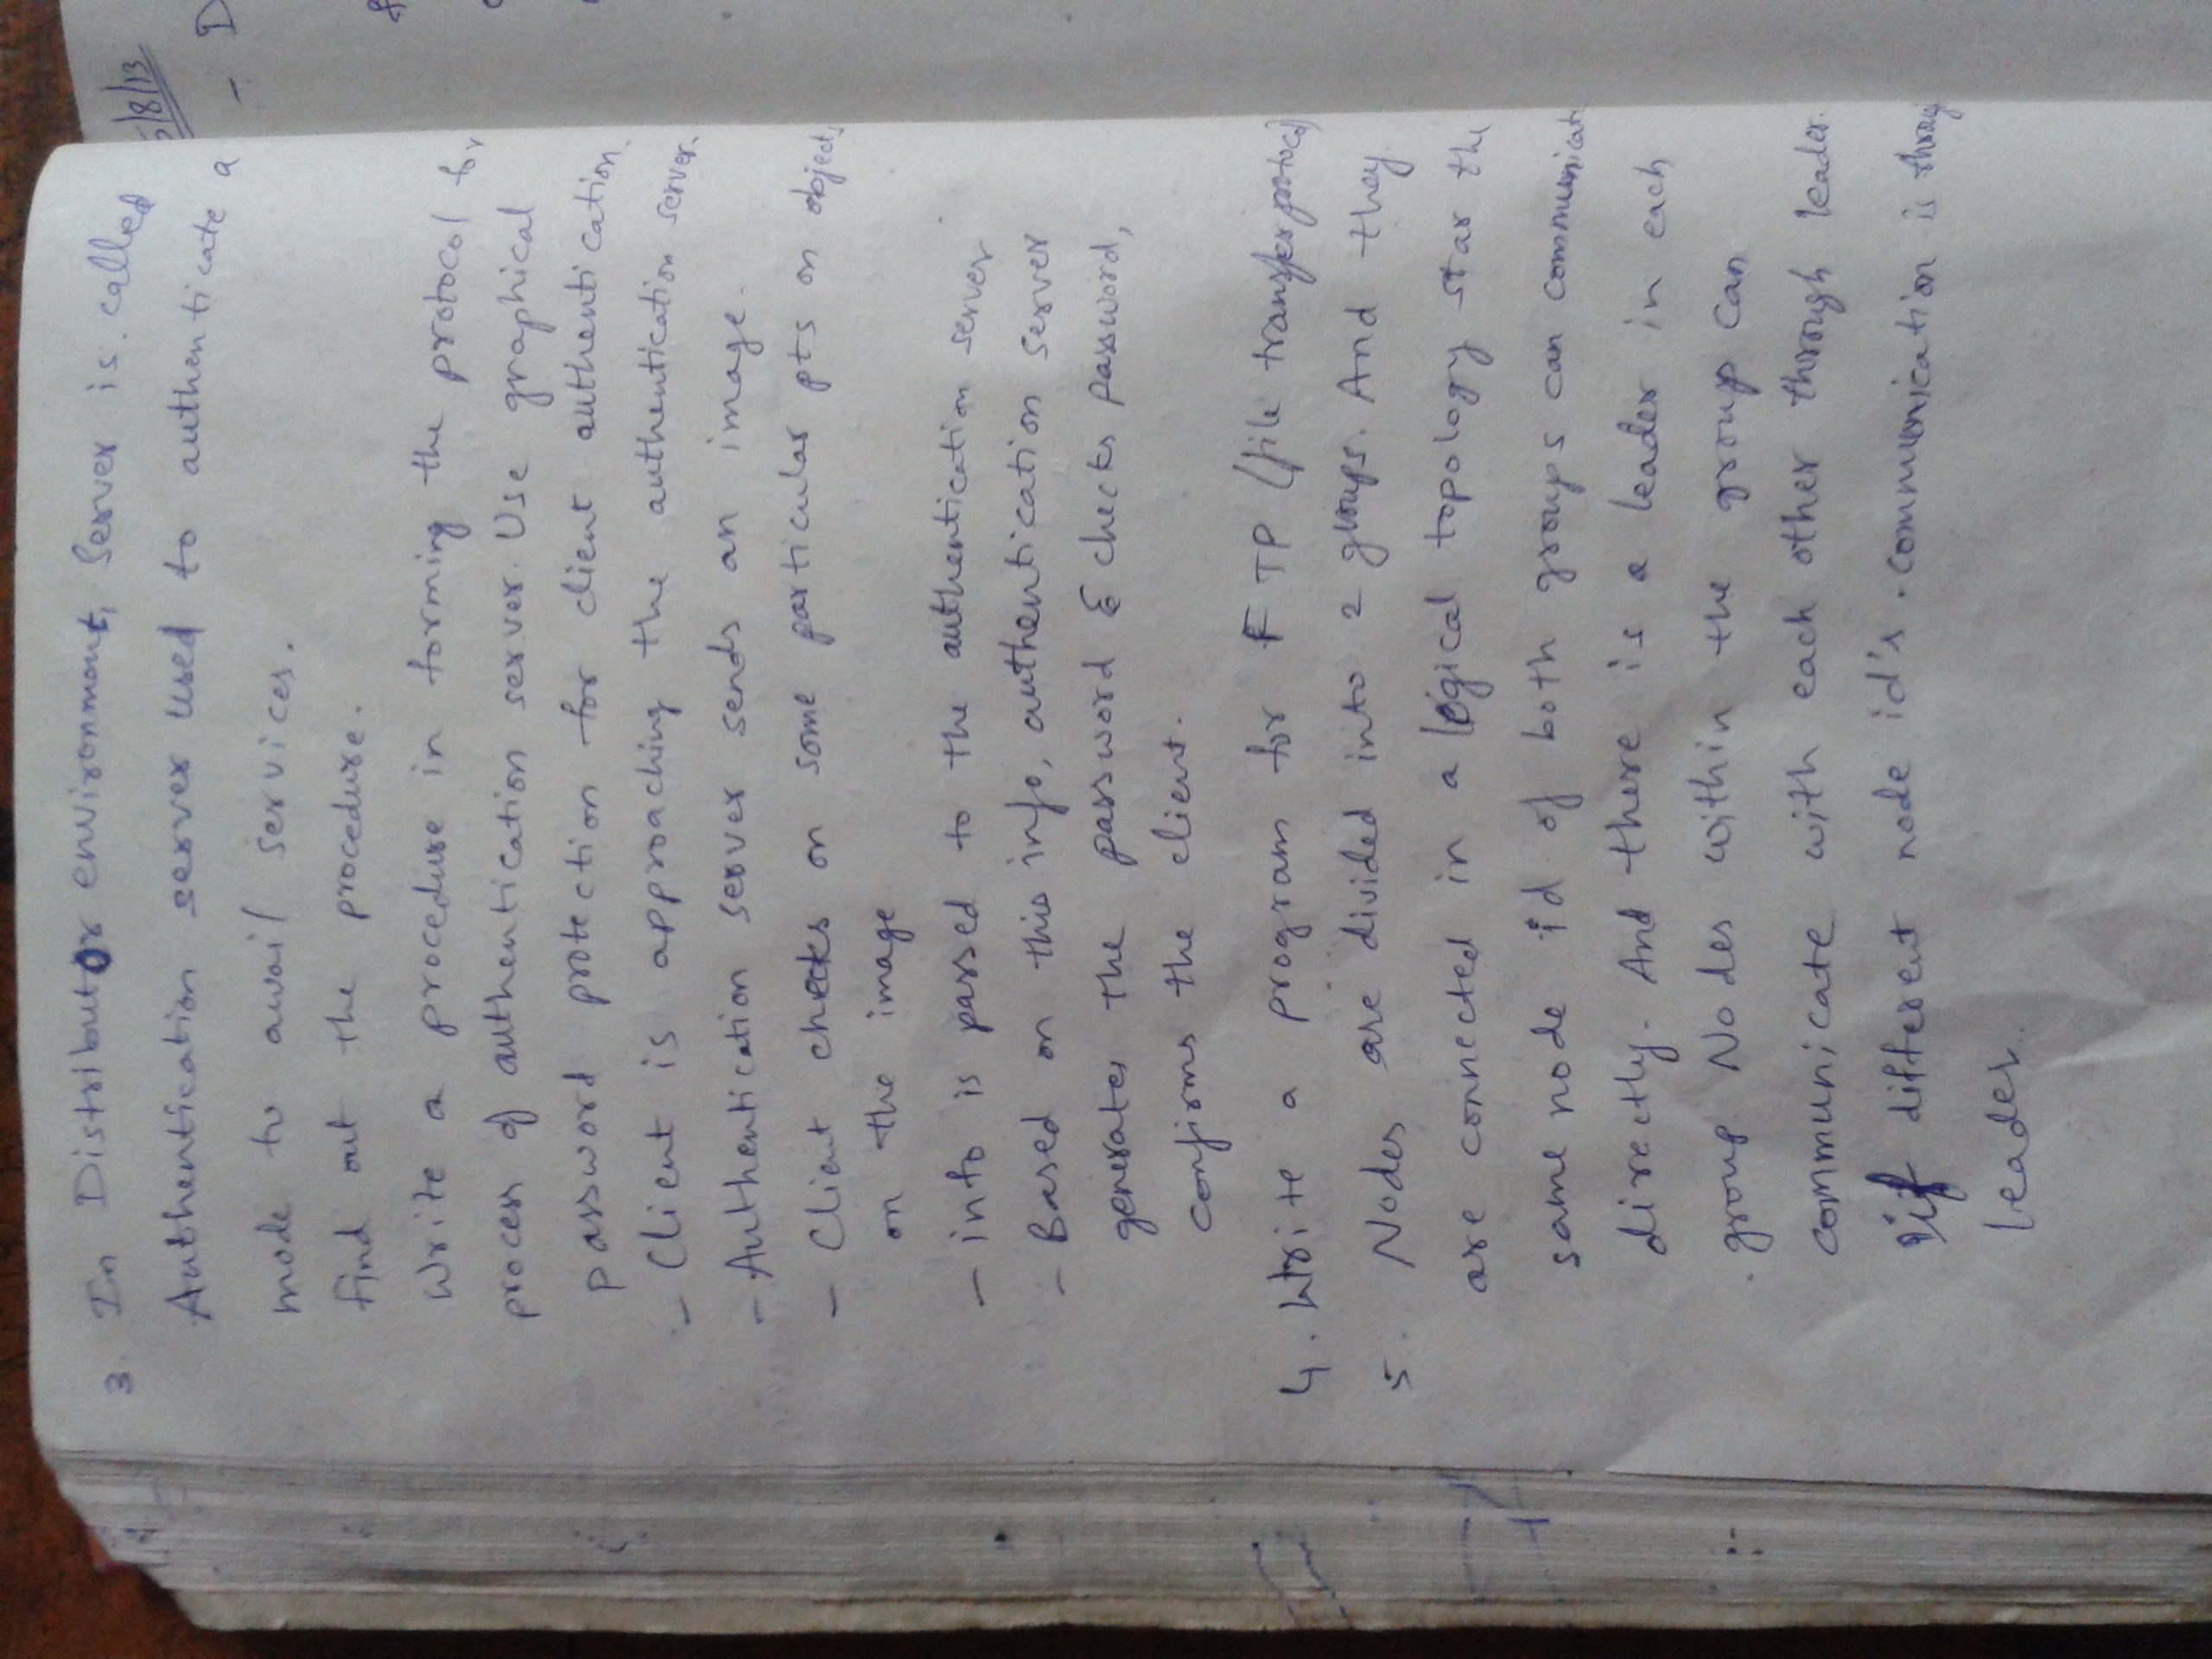 3. In Distributor environment, Server is called
Authentication server used to authenticate a
mode to avail services.
find out the procedure.
Write a procedure in forming the protocol for
process of authentication server. Use graphical
password protection for client authentication.
- Client is approaching the authentication server.
- Authentication server sends an image.
- Client checks on some particular pts on objects
on the image
- info is passed to the authentication server
- Based on this info, authentication server
generates the password & checks password,
confirms the client.
4. Write a program for FTP (file transfer protocol)
5. Nodes are divided into 2 groups. And they
are connected in a logical topology star the
same node id of both groups can communicat
directly. And there is a leader in each
group. Nodes within the group can
communicate with each other through leader.
if different node id's . communication is throug
leader.
5/8/13
- D